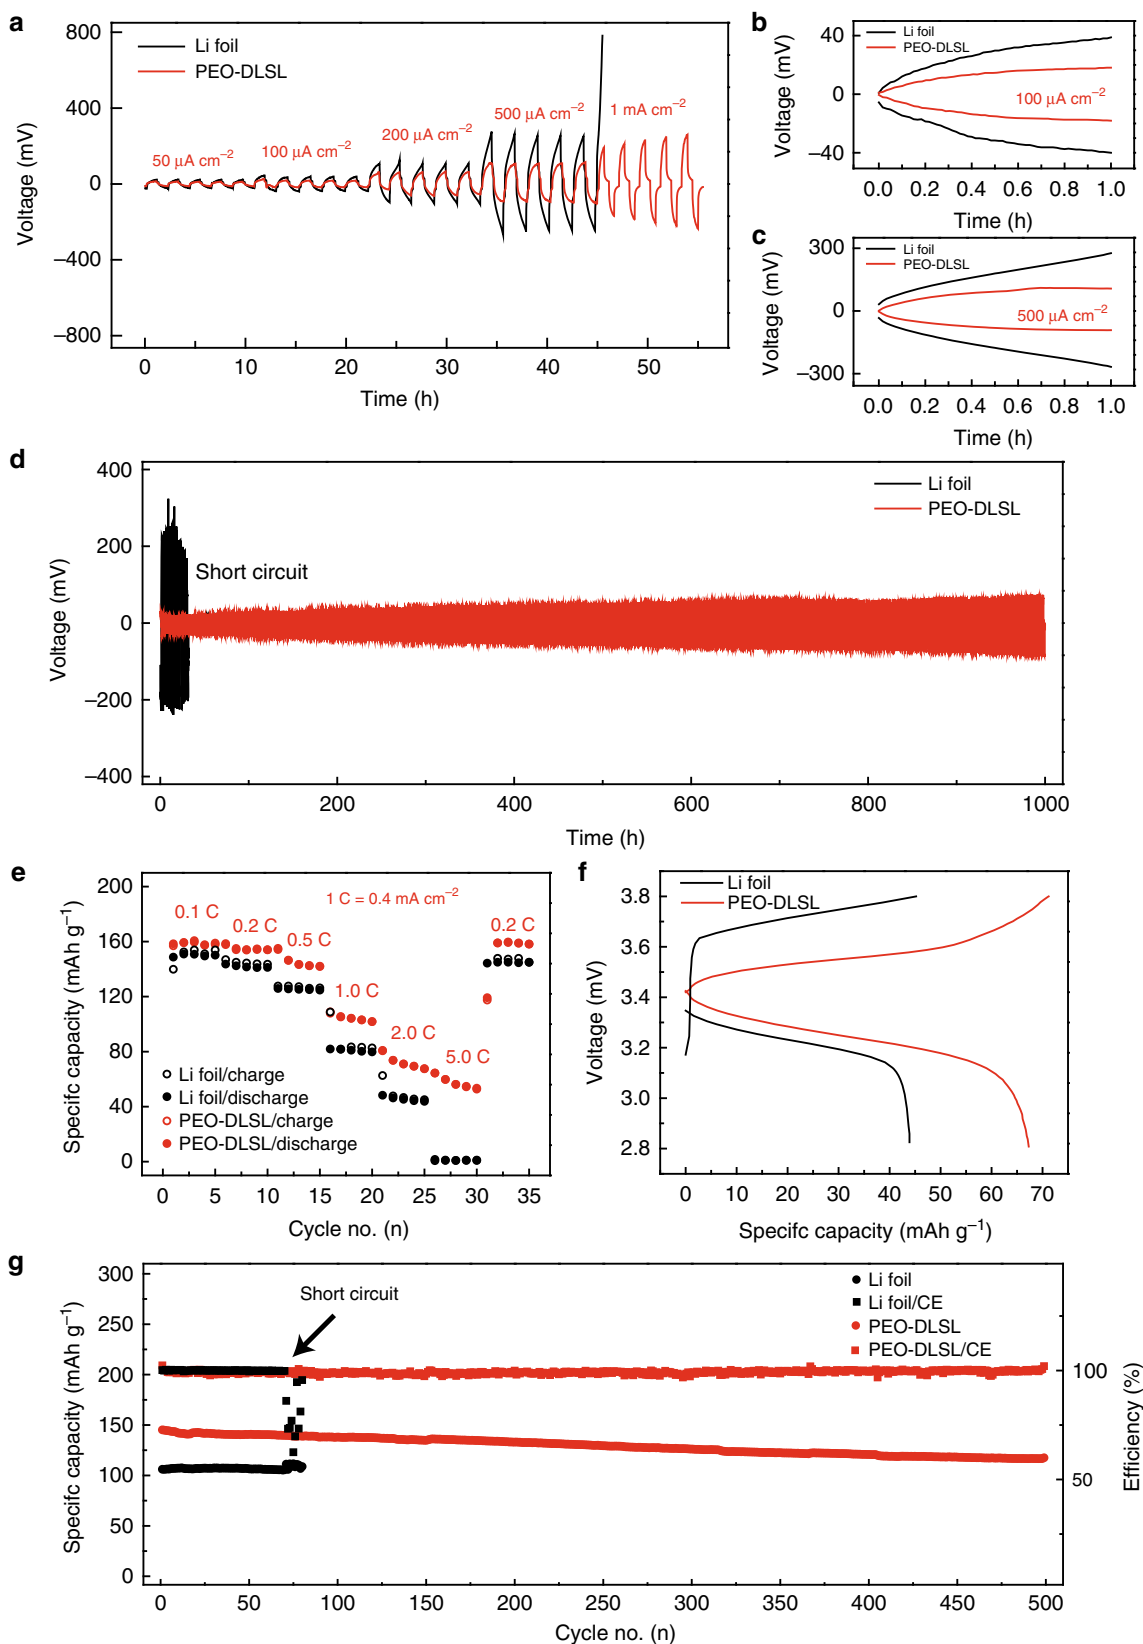 a
800
400
0
−400
−800
Voltage (mV)
Li foil
PEO-DLSL
50 μA cm−2
100 μA cm−2
200 μA cm−2
500 μA cm−2
1 mA cm−2
0 10 20 30 40 50
Time (h)
b
40
0
−40
Voltage (mV)
Li foil
PEO-DLSL
100 μA cm−2
0.0 0.2 0.4 0.6 0.8 1.0
Time (h)
c
300
0
−300
Voltage (mV)
Li foil
PEO-DLSL
500 μA cm−2
0.0 0.2 0.4 0.6 0.8 1.0
Time (h)
d
400
200
0
−200
−400
Voltage (mV)
Li foil
PEO-DLSL
Short circuit
0 200 400 600 800 1000
Time (h)
e
200
160
120
80
40
0
Specifc capacity (mAh g−1)
1 C = 0.4 mA cm−2
0.1 C
0.2 C
0.5 C
1.0 C
2.0 C
5.0 C
0.2 C
Li foil/charge
Li foil/discharge
PEO-DLSL/charge
PEO-DLSL/discharge
0 5 10 15 20 25 30 35
Cycle no. (n)
f
3.8
3.6
3.4
3.2
3.0
2.8
Voltage (mV)
Li foil
PEO-DLSL
0 10 20 30 40 50 60 70
Specifc capacity (mAh g−1)
g
300
250
200
150
100
50
0
Specifc capacity (mAh g−1)
Short circuit
Li foil
Li foil/CE
PEO-DLSL
PEO-DLSL/CE
100
50
Efficiency (%)
0 50 100 150 200 250 300 350 400 450 500
Cycle no. (n)